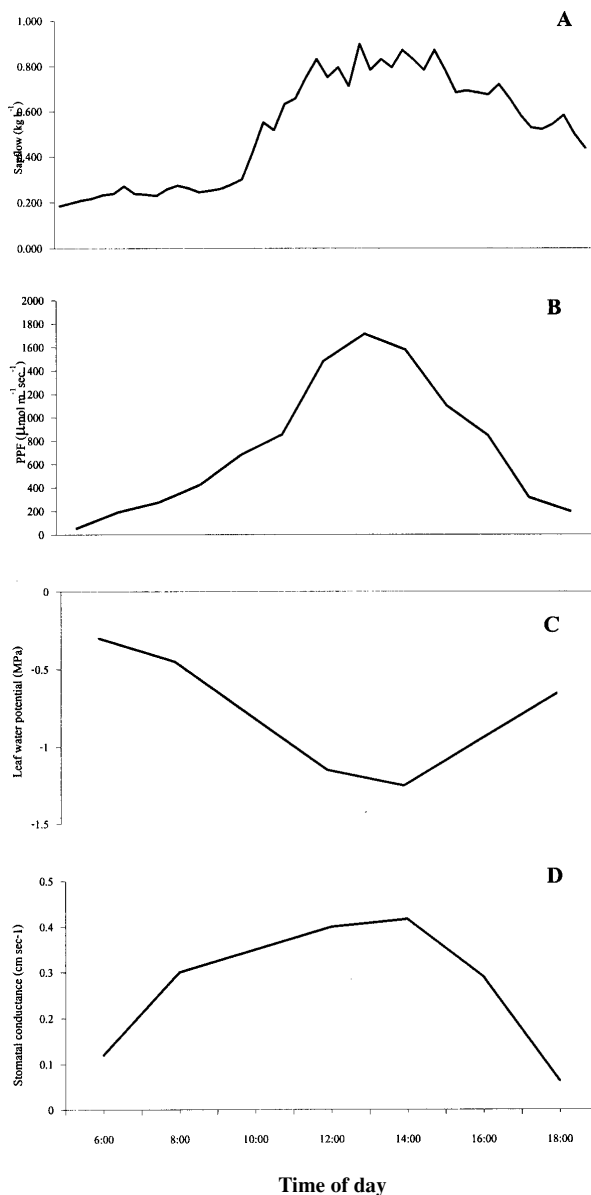 A
1.000
0.800
0.600
0.400
0.200
0.000
Sapflow (kg h-1)
B
2000
1800
1600
1400
1200
1000
800
600
400
200
0
PPF (µmol m-1 sec-1)
C
0
-0.5
-1
-1.5
Leaf water potential (MPa)
D
0.5
0.4
0.3
0.2
0.1
0
Stomatal conductance (cm sec-1)
6:00 8:00 10:00 12:00 14:00 16:00 18:00
Time of day